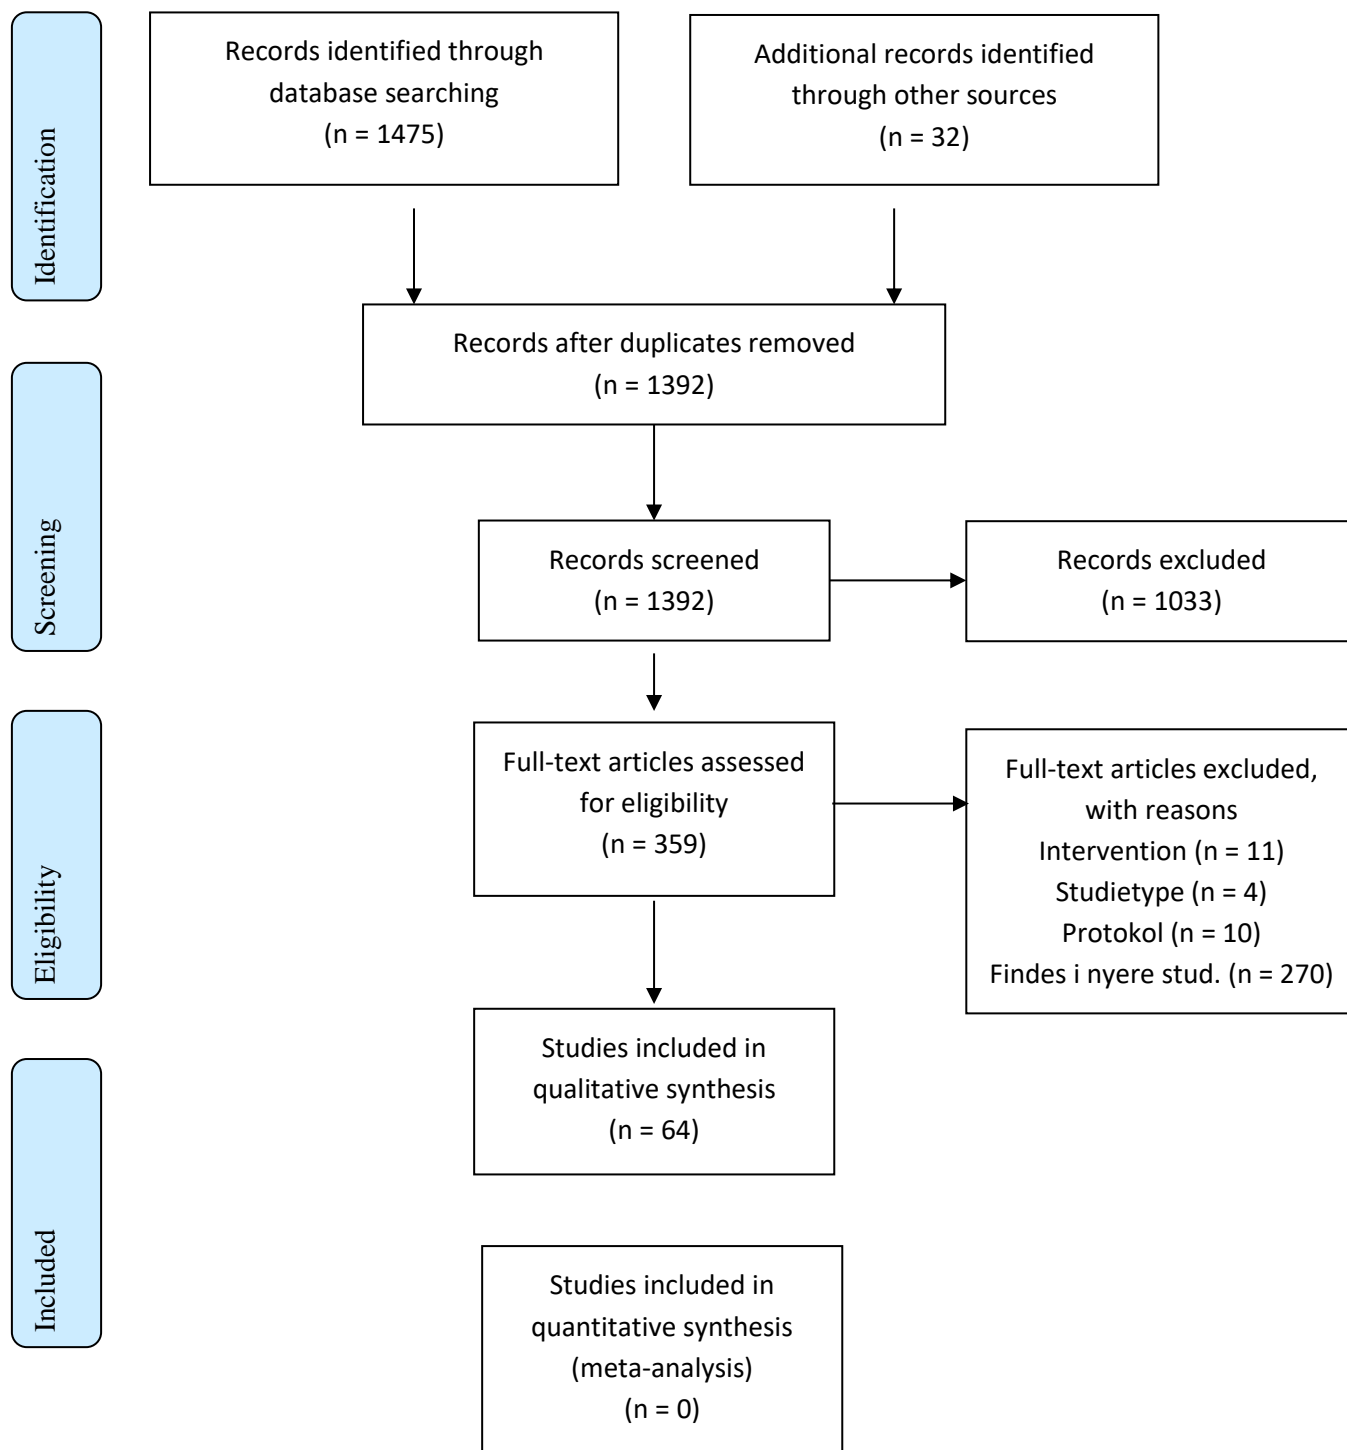 Identification
Records identified through
database searching
(n = 1475)
Additional records identified
through other sources
(n = 32)
Records after duplicates removed
(n = 1392)
Screening
Records screened
(n = 1392)
Records excluded
(n = 1033)
Eligibility
Full-text articles assessed
for eligibility
(n = 359)
Full-text articles excluded,
with reasons
Intervention (n = 11)
Studietype (n = 4)
Protokol (n = 10)
Findes i nyere stud. (n = 270)
Included
Studies included in
qualitative synthesis
(n = 64)
Studies included in
quantitative synthesis
(meta-analysis)
(n = 0)